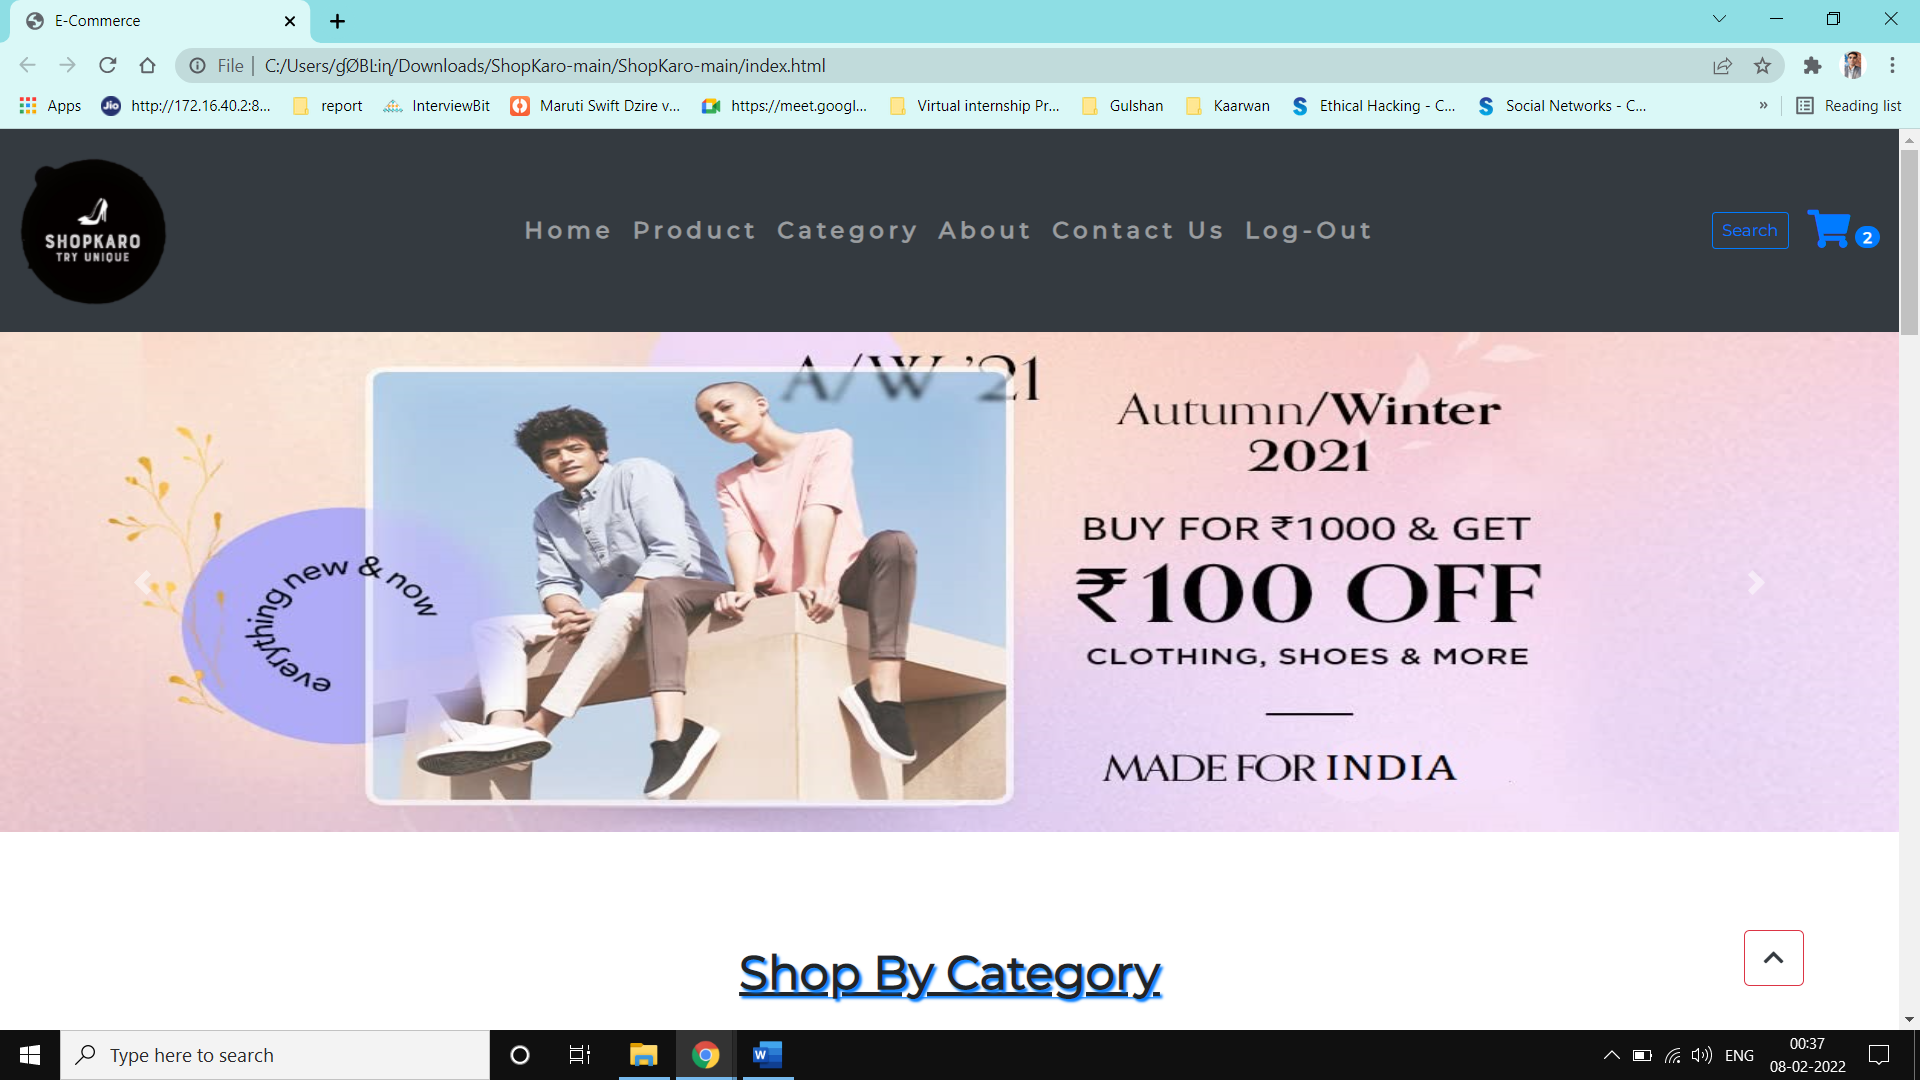 E-Commerce
File
C:/Users/ɠØBĿiɳ/Downloads/ShopKaro-main/ShopKaro-main/index.html
Apps
http://172.16.40.2:8...
report
InterviewBit
Maruti Swift Dzire v...
https://meet.googl...
Virtual internship Pr...
Gulshan
Kaarwan
Ethical Hacking - C...
Social Networks - C...
»
Reading list
SHOPKARO
TRY UNIQUE
Home Product Category About Contact Us Log-Out
Search
2
A/W '21
everything new & now
Autumn/Winter
2021
BUY FOR ₹1000 & GET
₹100 OFF
CLOTHING, SHOES & MORE
MADE FOR INDIA
Shop By Category
Type here to search
ENG
00:37
08-02-2022